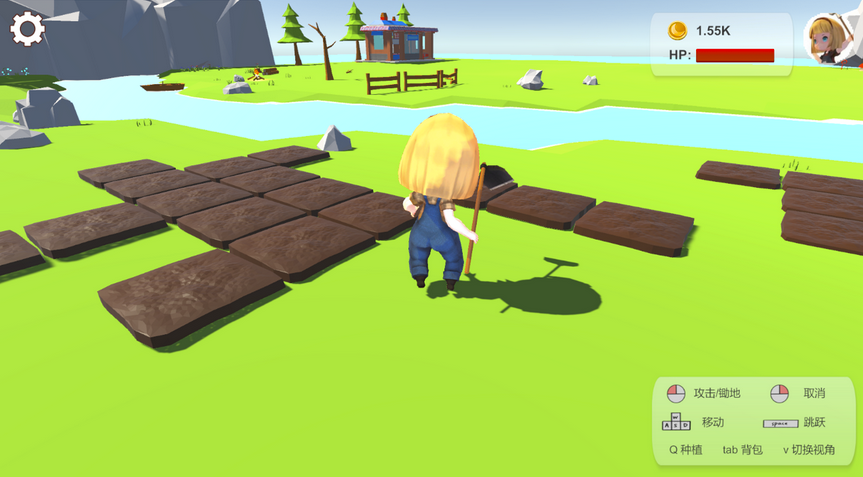 1.55K
HP:
攻击/锄地 取消
W
A S D 移动 space 跳跃
Q 种植 tab 背包 v 切换视角